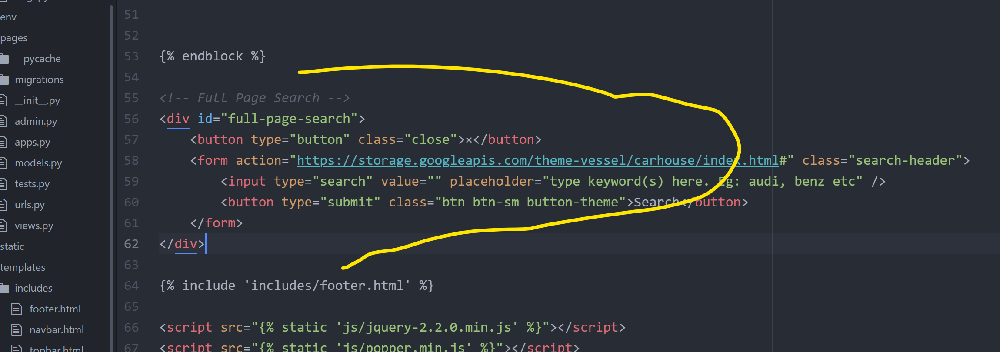 env
pages
__pycache__
migrations
__init__.py
admin.py
apps.py
models.py
tests.py
urls.py
views.py
static
templates
includes
footer.html
navbar.html
topbar.html
51
52
53 {% endblock %}
54
55 <!-- Full Page Search -->
56 <div id="full-page-search">
57 <button type="button" class="close">×</button>
58 <form action="https://storage.googleapis.com/theme-vessel/carhouse/index.html#" class="search-header">
59 <input type="search" value="" placeholder="type keyword(s) here. Eg: audi, benz etc" />
60 <button type="submit" class="btn btn-sm button-theme">Search</button>
61 </form>
62 </div>
63
64 {% include 'includes/footer.html' %}
65
66 <script src="{% static 'js/jquery-2.2.0.min.js' %}"></script>
67 <script src="{% static 'js/popper.min.js' %}"></script>